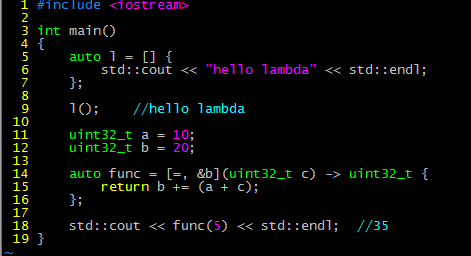 1 #include <iostream>
2
3 int main()
4 {
5     auto l = [] {
6         std::cout << "hello lambda" << std::endl;
7     };
8
9     l();    //hello lambda
10
11     uint32_t a = 10;
12     uint32_t b = 20;
13
14     auto func = [=, &b](uint32_t c) -> uint32_t {
15         return b += (a + c);
16     };
17
18     std::cout << func(5) << std::endl;  //35
19 }
~